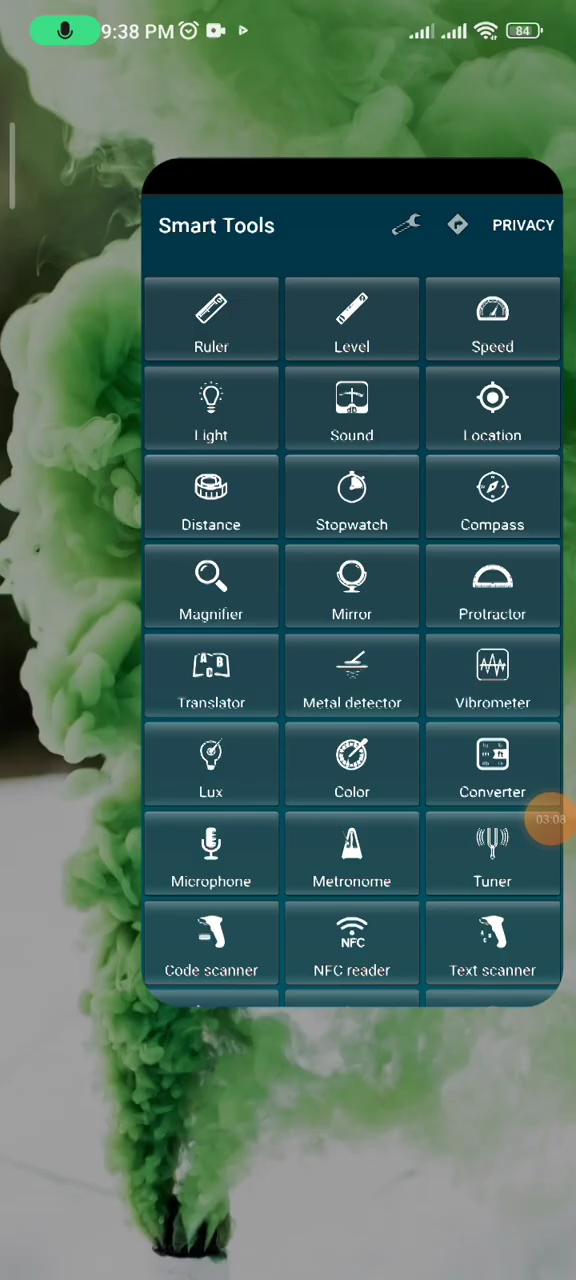 9:38 PM
84
Smart Tools
PRIVACY
Ruler
Level
Speed
Light
Sound
Location
Distance
Stopwatch
Compass
Magnifier
Mirror
Protractor
Translator
Metal detector
Vibrometer
Lux
Color
Converter
03:08
Microphone
Metronome
Tuner
NFC
Code scanner
NFC reader
Text scanner